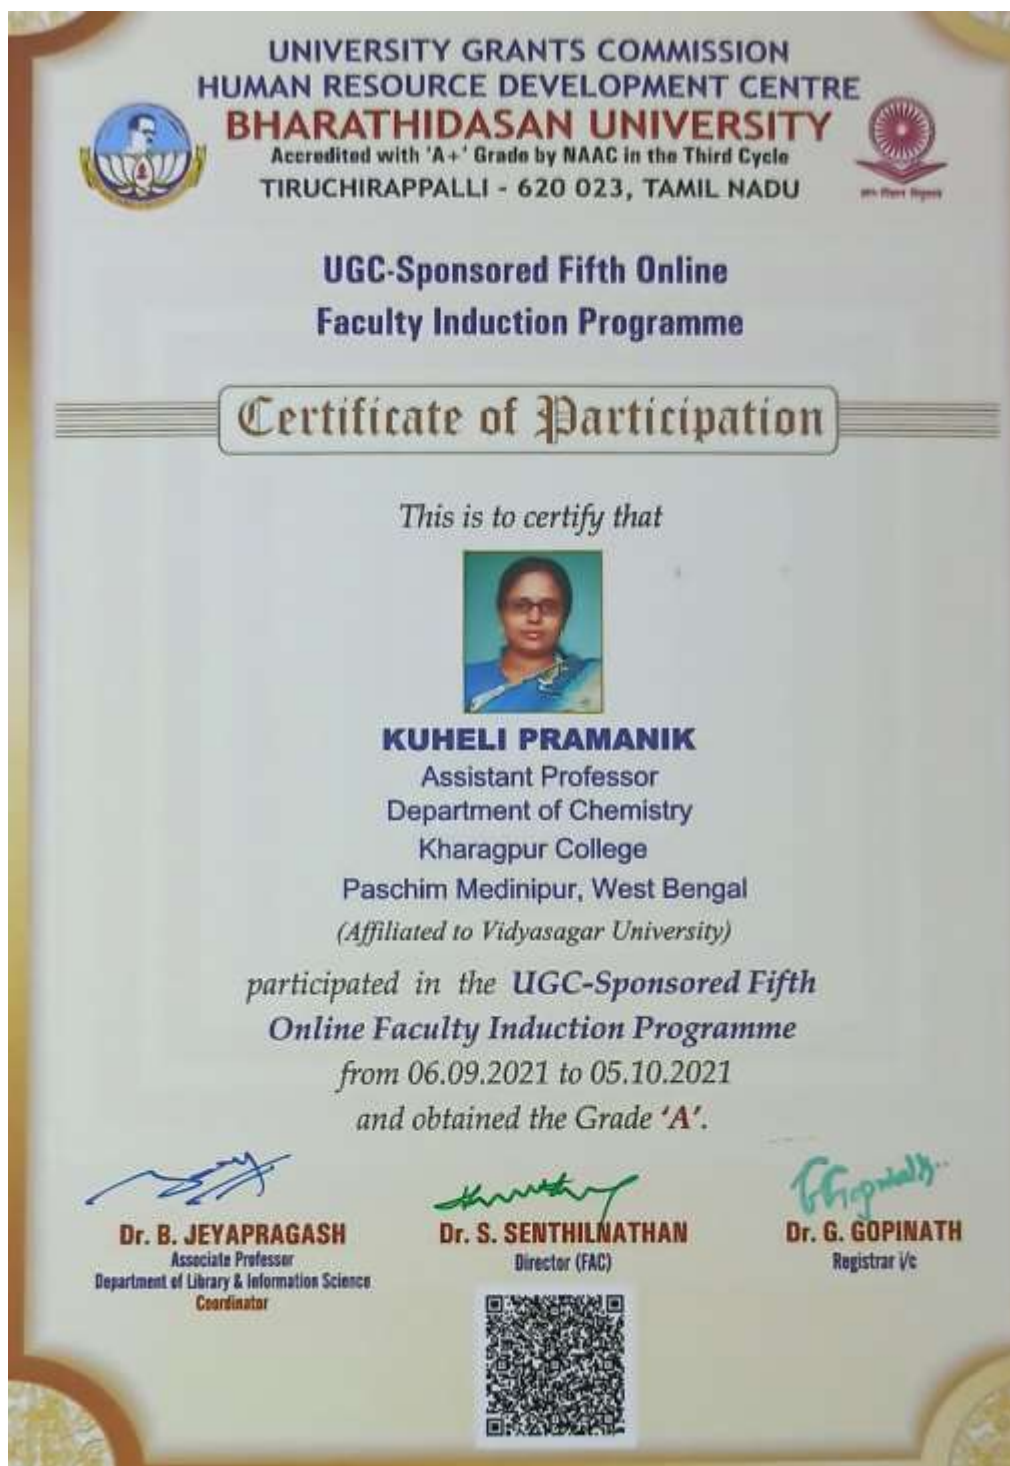 UNIVERSITY GRANTS COMMISSION
HUMAN RESOURCE DEVELOPMENT CENTRE
BHARATHIDASAN UNIVERSITY
Accredited with 'A+' Grade by NAAC in the Third Cycle
TIRUCHIRAPPALLI - 620 023, TAMIL NADU
UGC-Sponsored Fifth Online
Faculty Induction Programme
Certificate of Participation
This is to certify that
KUHELI PRAMANIK
Assistant Professor
Department of Chemistry
Kharagpur College
Paschim Medinipur, West Bengal
(Affiliated to Vidyasagar University)
participated in the UGC-Sponsored Fifth
Online Faculty Induction Programme
from 06.09.2021 to 05.10.2021
and obtained the Grade 'A'.
Dr. B. JEYAPRAGASH
Associate Professor
Department of Library & Information Science
Coordinator
Dr. S. SENTHILNATHAN
Director (FAC)
Dr. G. GOPINATH
Registrar i/c